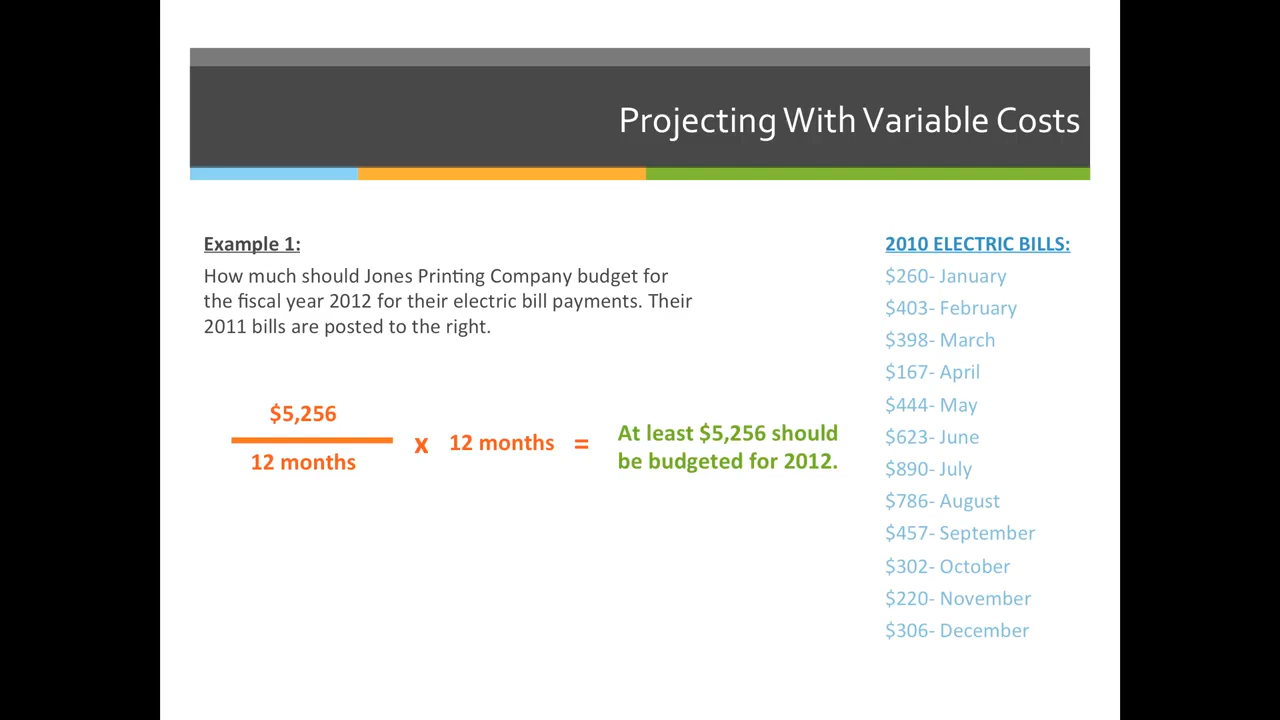 Projecting With Variable Costs
Example 1:
How much should Jones Printing Company budget for
the fiscal year 2012 for their electric bill payments. Their
2011 bills are posted to the right.
$5,256
12 months
x
12 months
=
At least $5,256 should
be budgeted for 2012.
2010 ELECTRIC BILLS:
$260- January
$403- February
$398- March
$167- April
$444- May
$623- June
$890- July
$786- August
$457- September
$302- October
$220- November
$306- December